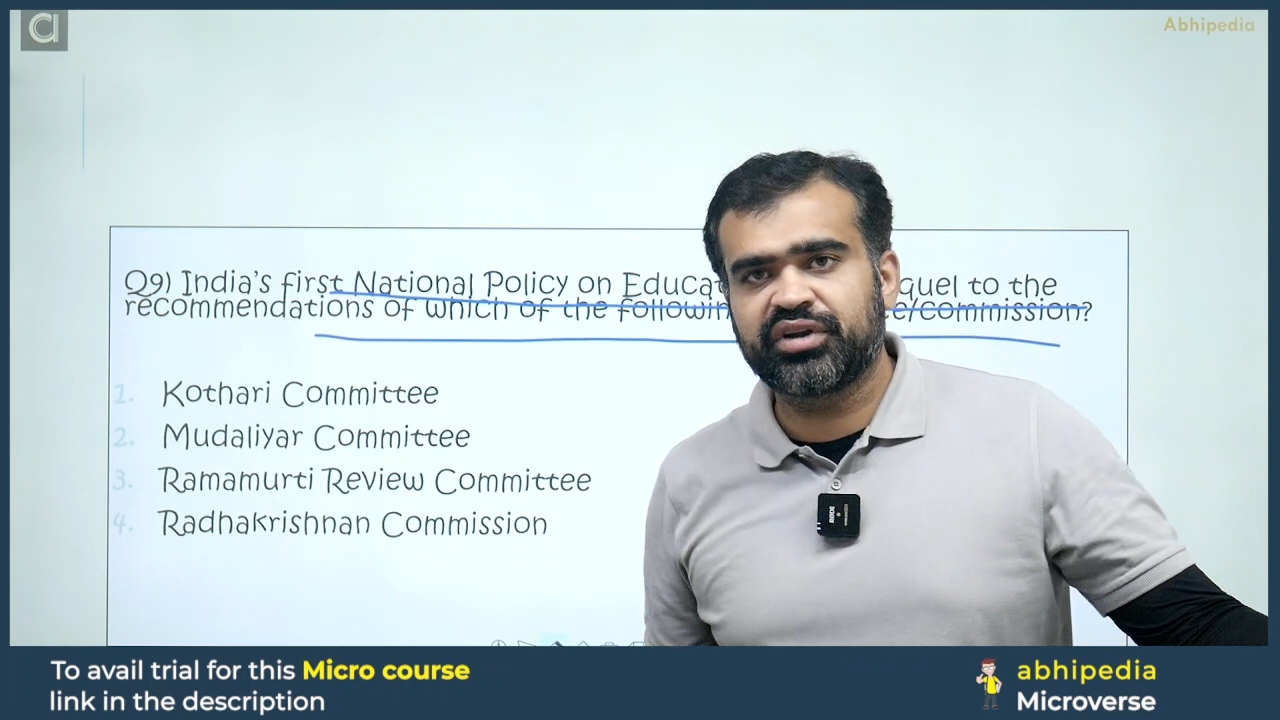 a
Abhipedia
Q9) India's first National Policy on quel to the
recommendations of which of the commission?
1. Kothari Committee
2. Mudaliyar Committee
3. Ramamurti Review Committee
4. Radhakrishnan Commission
RODE
To avail trial for this Micro course
link in the description
abhipedia
Microverse